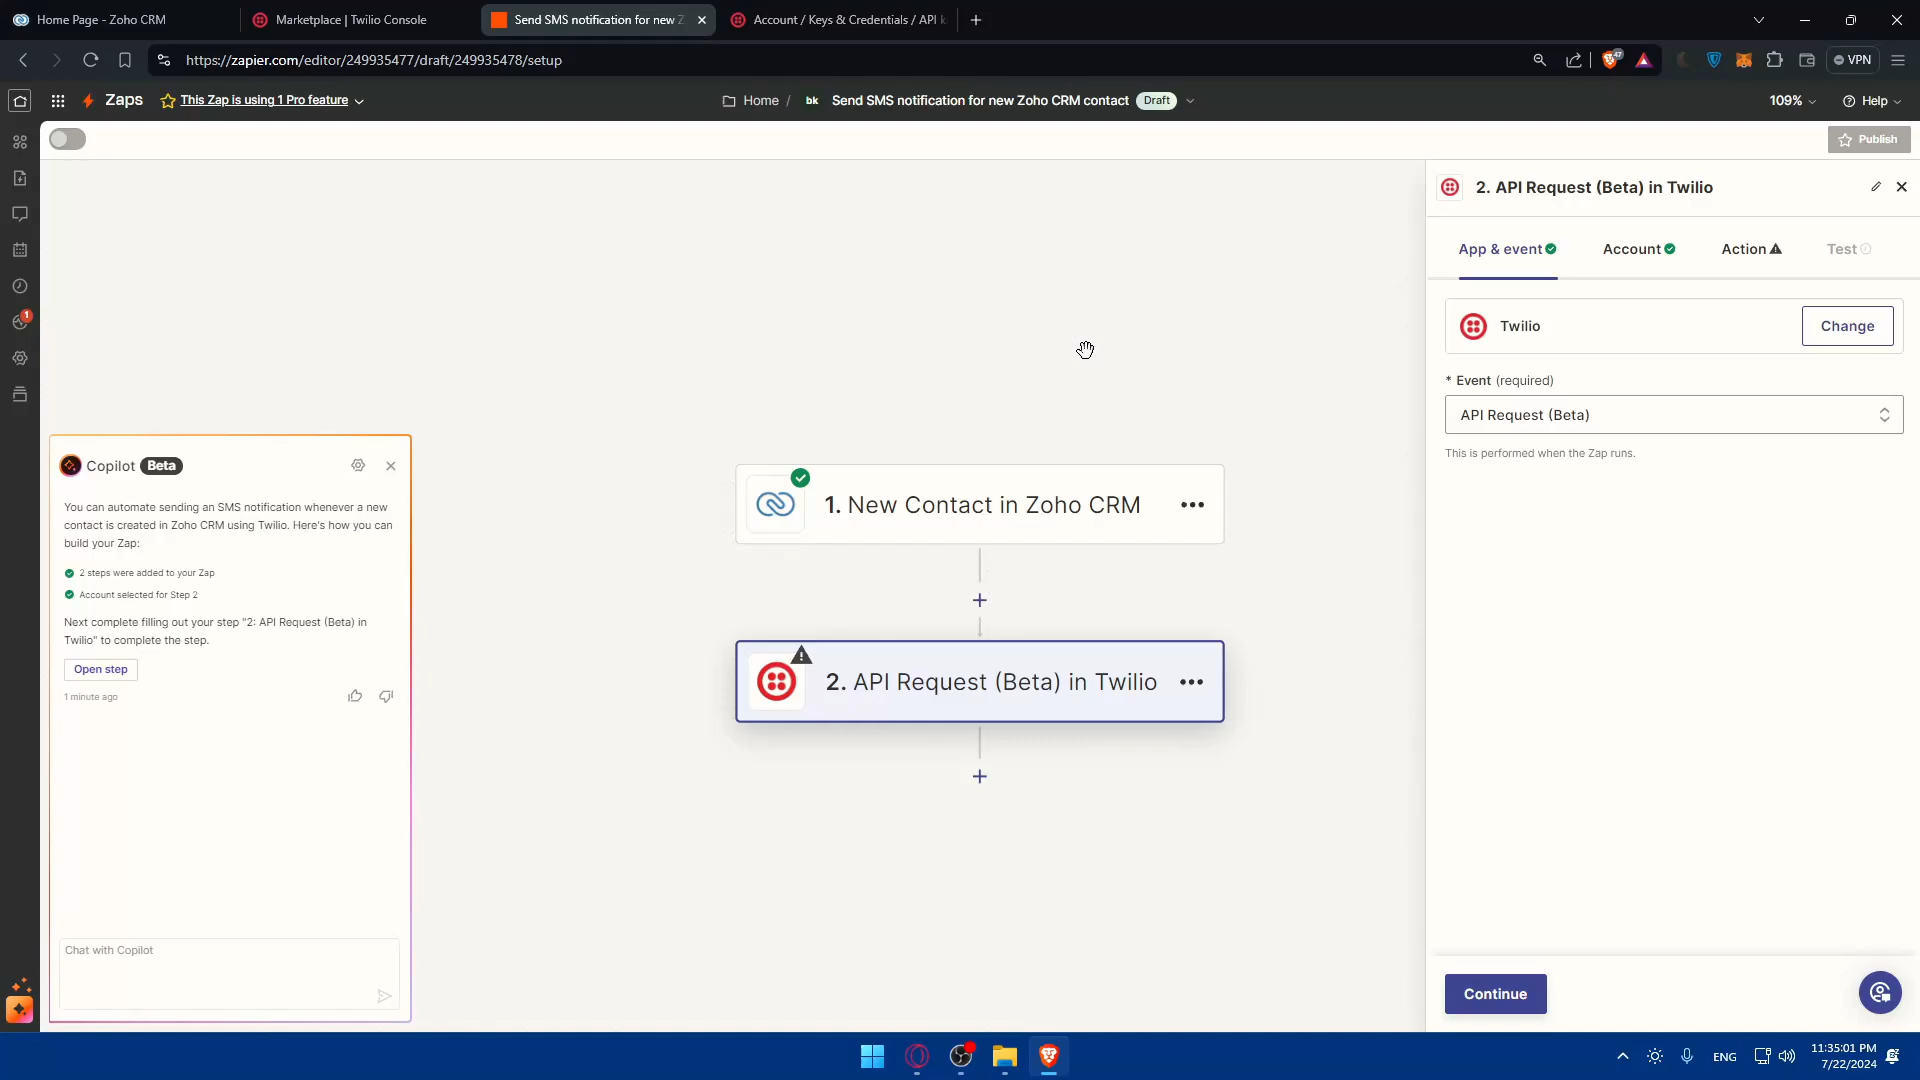 Home Page - Zoho CRM
Marketplace | Twilio Console
Send SMS notification for new Z
Account / Keys & Credentials / API k
https://zapier.com/editor/249935477/draft/249935478/setup
47
VPN
Zaps
This Zap is using 1 Pro feature
Home /
bk
Send SMS notification for new Zoho CRM contact
Draft
109%
Help
Publish
1
2. API Request (Beta) in Twilio
App & event
Account
Action
Test
Twilio
Change
* Event (required)
API Request (Beta)
This is performed when the Zap runs.
Copilot Beta
You can automate sending an SMS notification whenever a new
contact is created in Zoho CRM using Twilio. Here's how you can
build your Zap:
2 steps were added to your Zap
Account selected for Step 2
Next complete filling out your step "2: API Request (Beta) in
Twilio" to complete the step.
Open step
1 minute ago
1. New Contact in Zoho CRM
2. API Request (Beta) in Twilio
Chat with Copilot
Continue
ENG
11:35:01 PM
7/22/2024